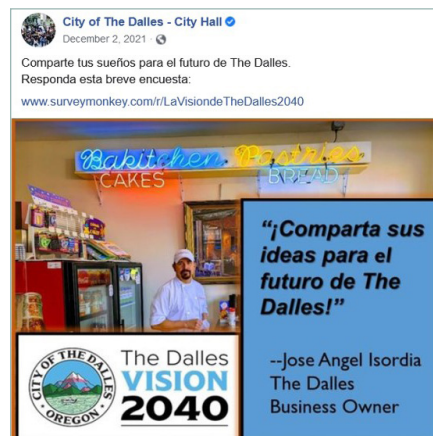 City of The Dalles - City Hall
December 2, 2021 ·
Comparte tus sueños para el futuro de The Dalles.
Responda esta breve encuesta:
www.surveymonkey.com/r/LaVisiondeTheDalles2040
Bakitchen Pastries
CAKES BREAD
"¡Comparta sus
ideas para el
futuro de The
Dalles!"
--Jose Angel Isordia
The Dalles
Business Owner
CITY OF THE DALLES
OREGON
The Dalles
VISION
2040